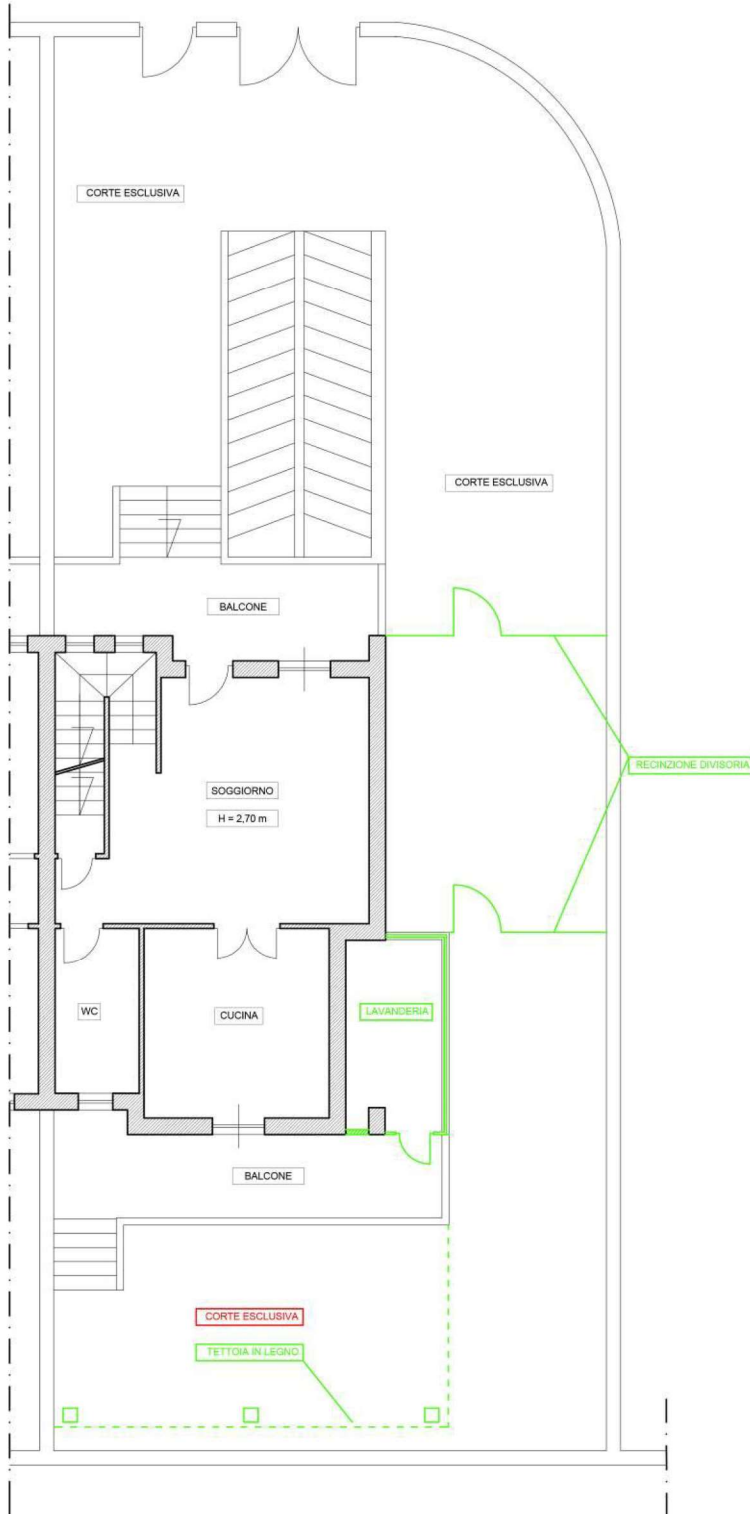 CORTE ESCLUSIVA
CORTE ESCLUSIVA
BALCONE
RECINZIONE DIVISORIA
SOGGIORNO
H = 2,70 m
WC
CUCINA
LAVANDERIA
BALCONE
CORTE ESCLUSIVA
TETTOIA IN LEGNO